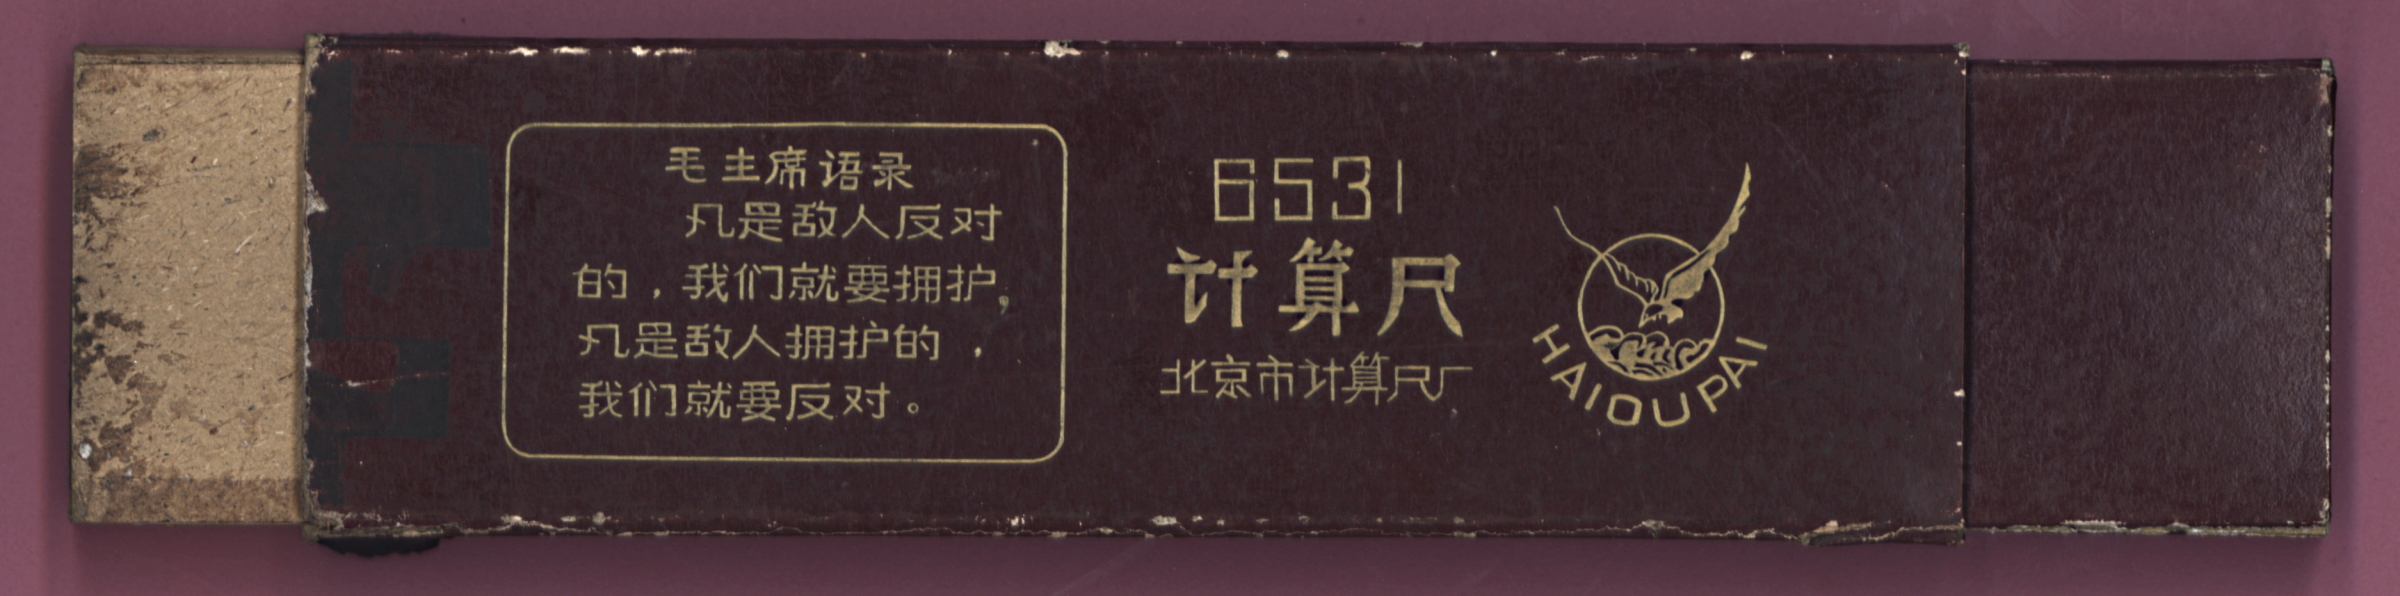 毛主席语录
凡是敌人反对
的，我们就要拥护，
凡是敌人拥护的，
我们就要反对。
6531
计算尺
北京市计算尺厂
HAIOUPAI